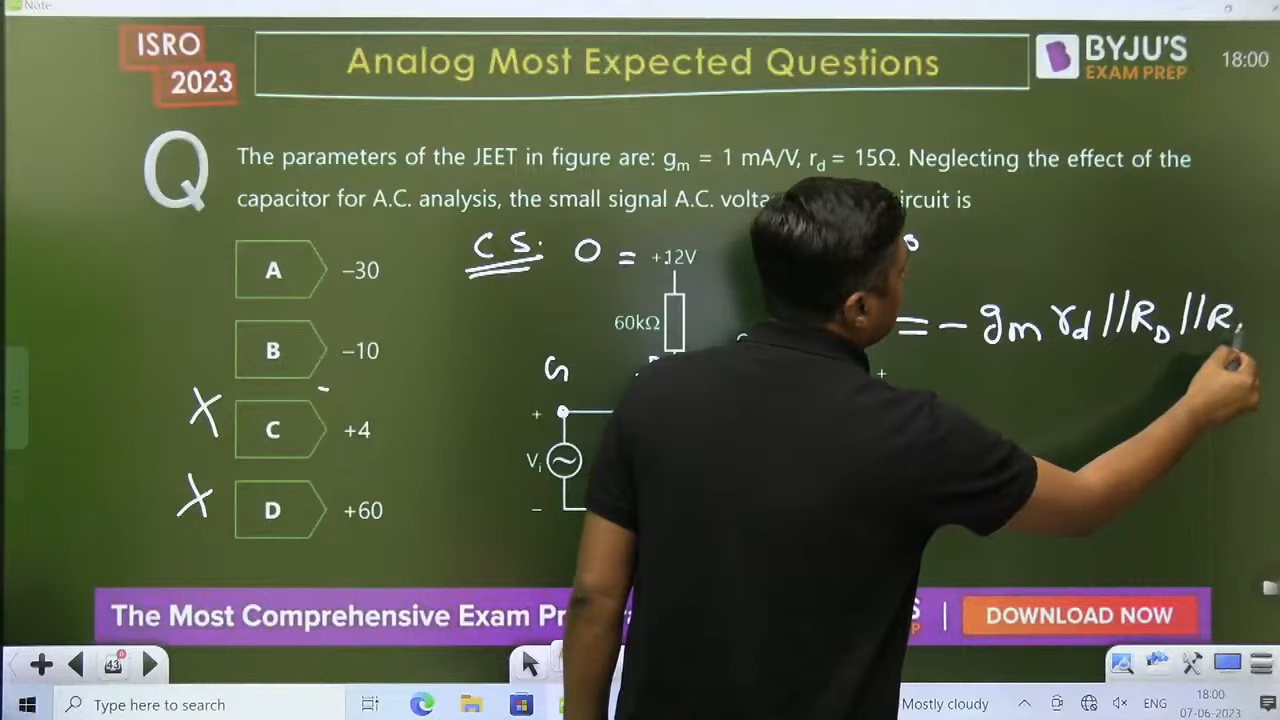 Note
ISRO
2023
Analog Most Expected Questions
BYJU'S
EXAM PREP
18:00
Q
The parameters of the JEET in figure are: gm = 1 mA/V, rd = 15Ω. Neglecting the effect of the
capacitor for A.C. analysis, the small signal A.C. ircuit is
A –30
B –10
C +4
D +60
X
X
C S:
0 =
+12V
60kΩ
G
+
Vi
–
+
= - gm rd // RD // R
The Most Comprehensive Exam
DOWNLOAD NOW
43
Type here to search
Mostly cloudy
ENG
18:00
07-06-2023